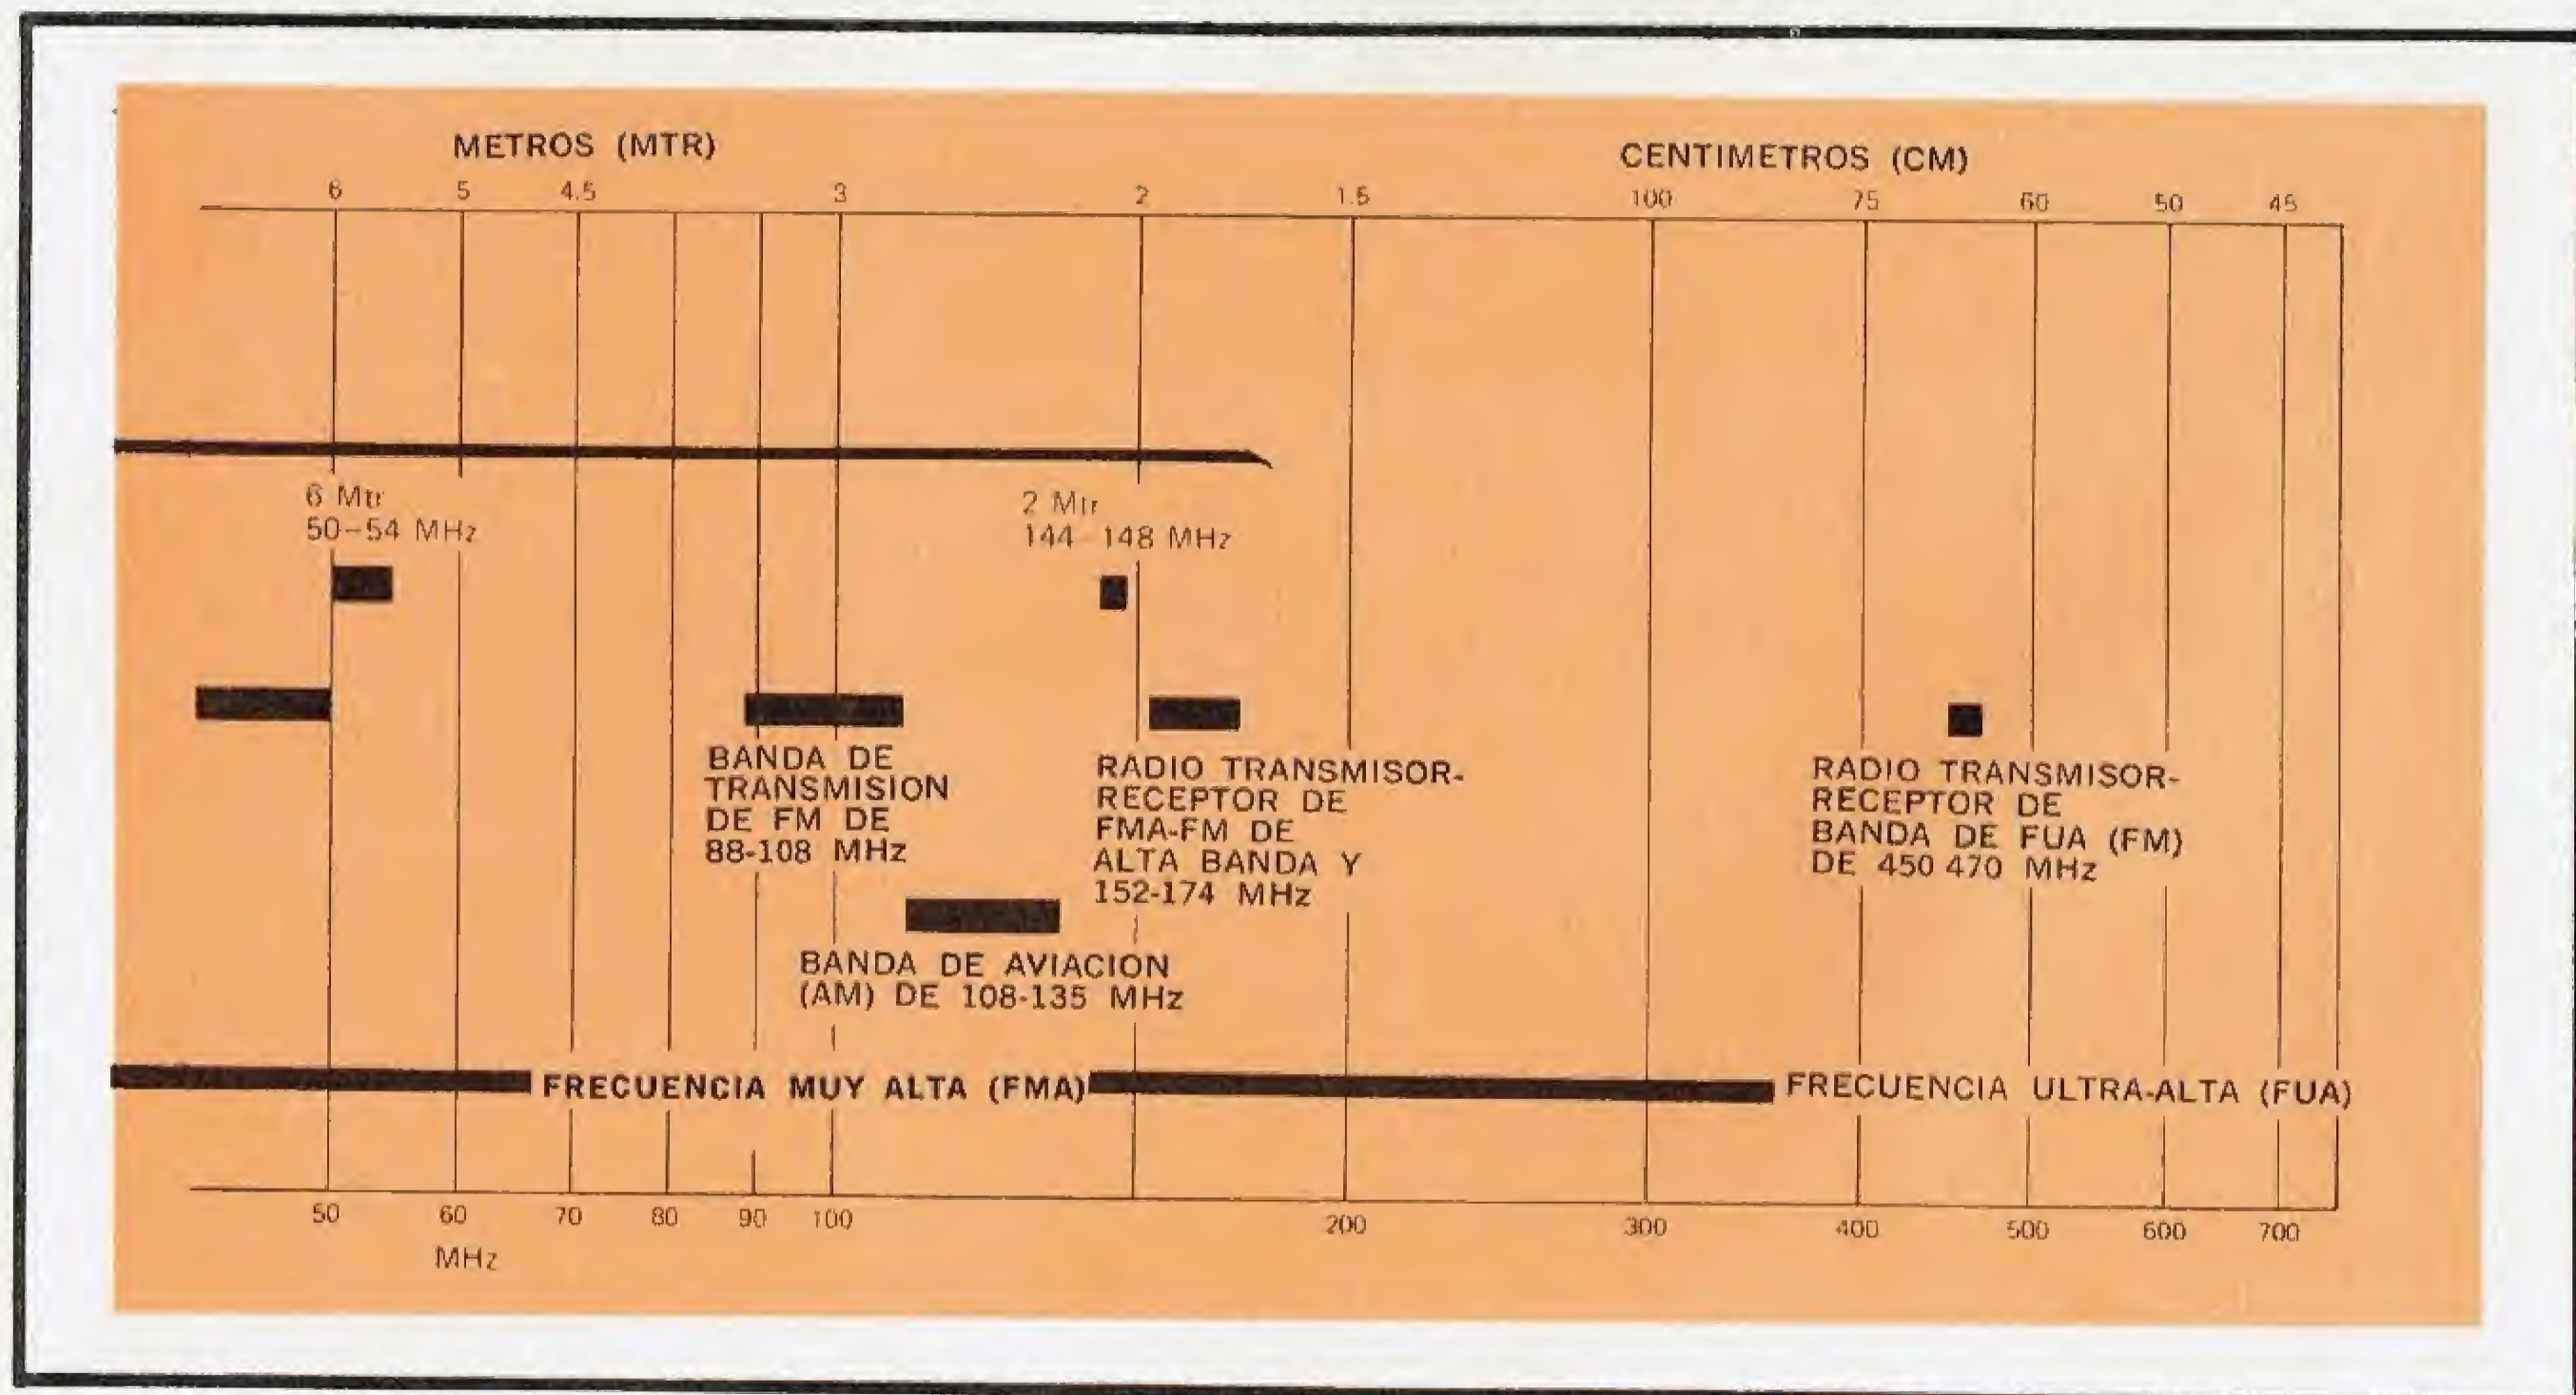 METROS (MTR)
CENTIMETROS (CM)
6 5 4.5 3 2 1.5 100 75 60 50 45
6 Mtr
50-54 MHz
2 Mtr
144-148 MHz
BANDA DE
TRANSMISION
DE FM DE
88-108 MHz
RADIO TRANSMISOR-
RECEPTOR DE
FMA-FM DE
ALTA BANDA Y
152-174 MHz
RADIO TRANSMISOR-
RECEPTOR DE
BANDA DE FUA (FM)
DE 450 470 MHz
BANDA DE AVIACION
(AM) DE 108-135 MHz
FRECUENCIA MUY ALTA (FMA)
FRECUENCIA ULTRA-ALTA (FUA)
50 60 70 80 90 100 200 300 400 500 600 700
MHz